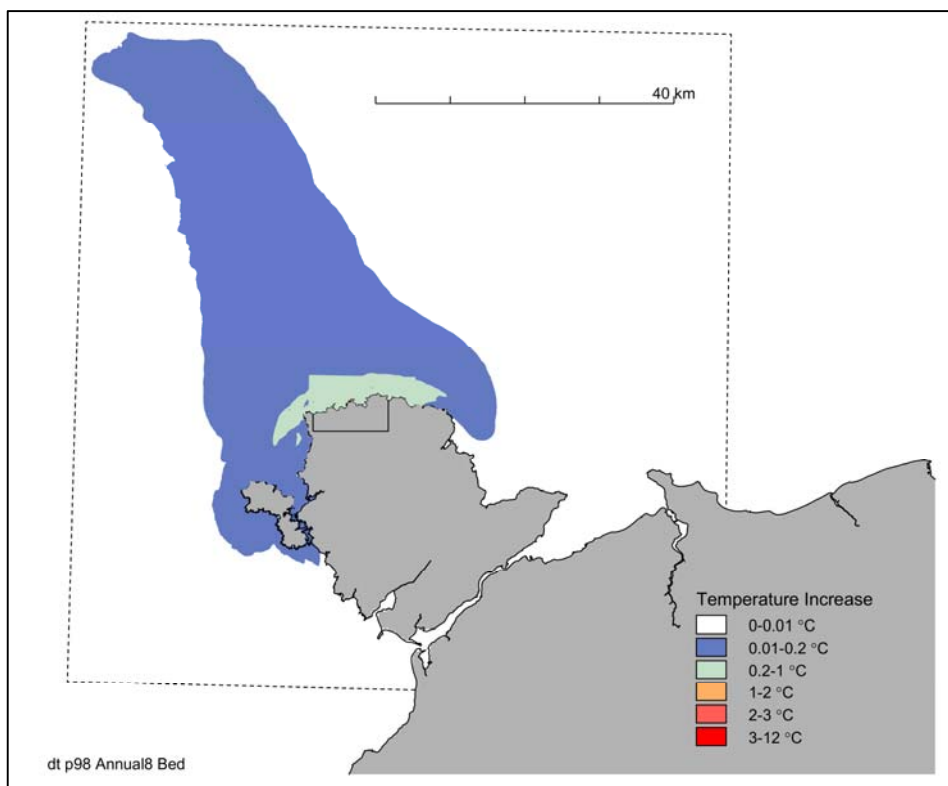 40 km
Temperature Increase
0-0.01 °C
0.01-0.2 °C
0.2-1 °C
1-2 °C
2-3 °C
3-12 °C
dt p98 Annual8 Bed